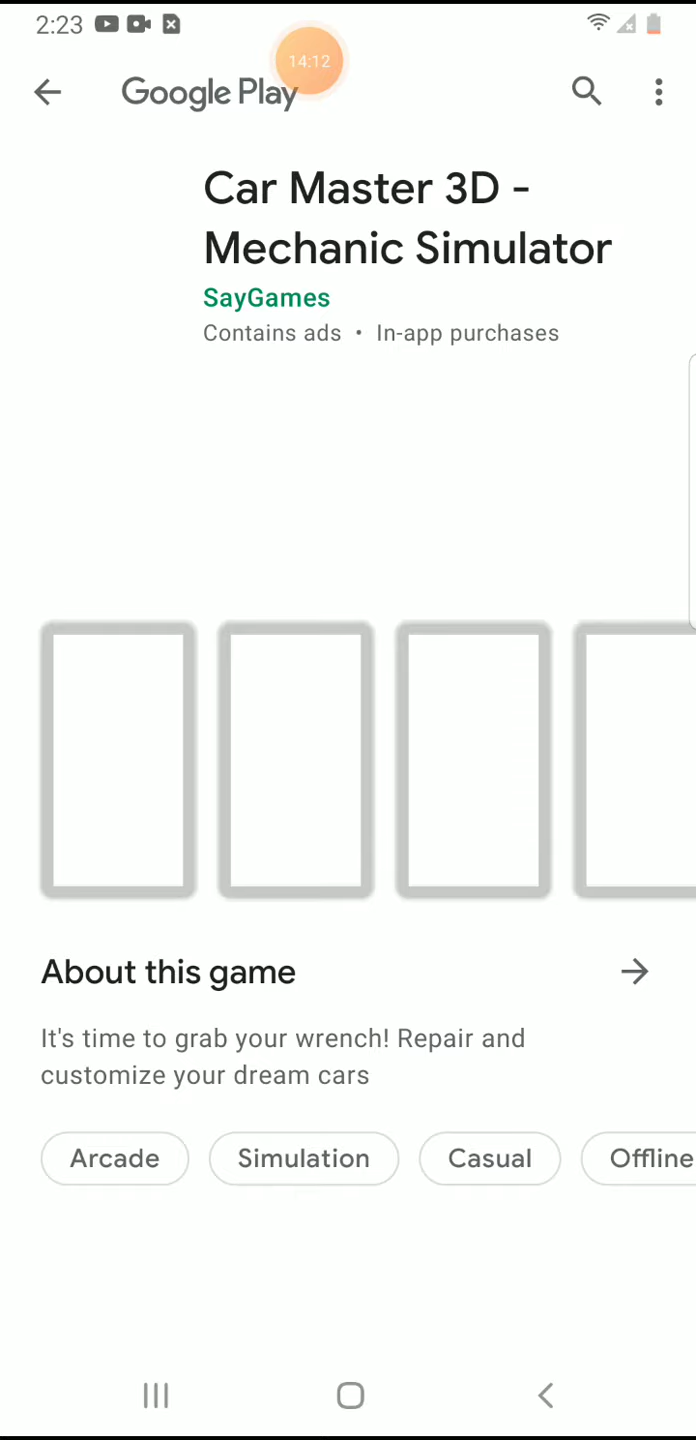 2:23
14:12
Google Play
Car Master 3D -
Mechanic Simulator
SayGames
Contains ads • In-app purchases
About this game
It's time to grab your wrench! Repair and
customize your dream cars
Arcade Simulation Casual Offline